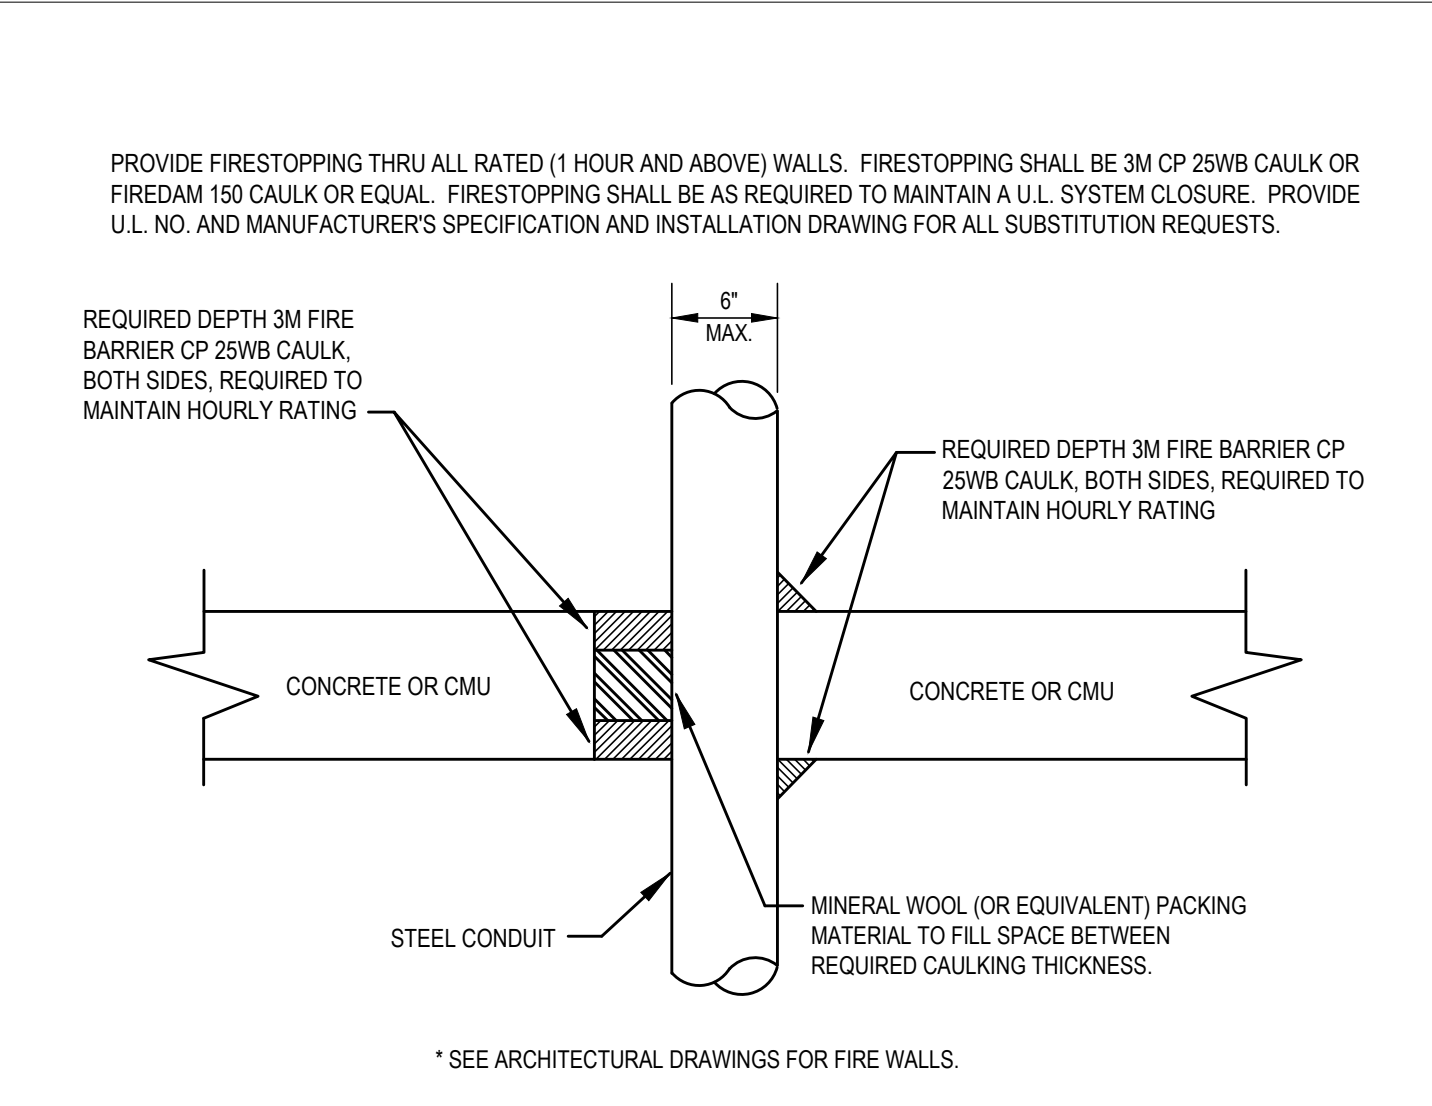 PROVIDE FIRESTOPPING THRU ALL RATED (1 HOUR AND ABOVE) WALLS.  FIRESTOPPING SHALL BE 3M CP 25WB CAULK OR
FIREDAM 150 CAULK OR EQUAL.  FIRESTOPPING SHALL BE AS REQUIRED TO MAINTAIN A U.L. SYSTEM CLOSURE.  PROVIDE
U.L. NO. AND MANUFACTURER'S SPECIFICATION AND INSTALLATION DRAWING FOR ALL SUBSTITUTION REQUESTS.
6"
MAX.
REQUIRED DEPTH 3M FIRE
BARRIER CP 25WB CAULK,
BOTH SIDES, REQUIRED TO
MAINTAIN HOURLY RATING
REQUIRED DEPTH 3M FIRE BARRIER CP
25WB CAULK, BOTH SIDES, REQUIRED TO
MAINTAIN HOURLY RATING
CONCRETE OR CMU
CONCRETE OR CMU
STEEL CONDUIT
MINERAL WOOL (OR EQUIVALENT) PACKING
MATERIAL TO FILL SPACE BETWEEN
REQUIRED CAULKING THICKNESS.
* SEE ARCHITECTURAL DRAWINGS FOR FIRE WALLS.